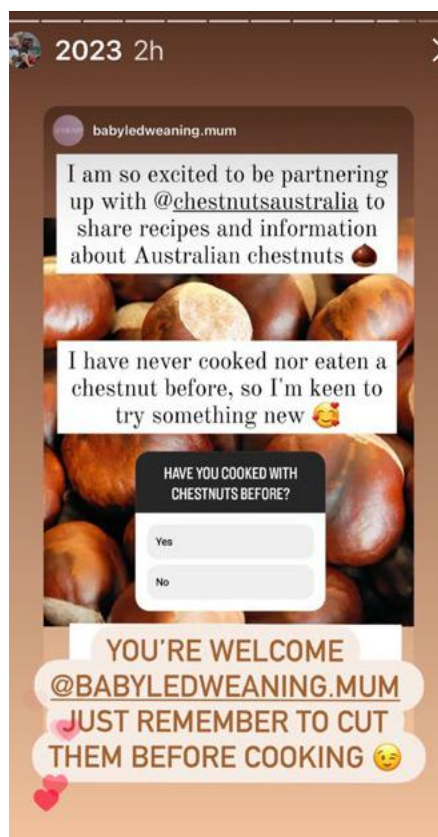 2023 2h
babyledweaning.mum
I am so excited to be partnering
up with @chestnutsaustralia to
share recipes and information
about Australian chestnuts 🌰
I have never cooked nor eaten a
chestnut before, so I'm keen to
try something new 🥰
HAVE YOU COOKED WITH
CHESTNUTS BEFORE?
Yes
No
YOU'RE WELCOME
@BABYLEDWEANING.MUM
JUST REMEMBER TO CUT
THEM BEFORE COOKING 😉